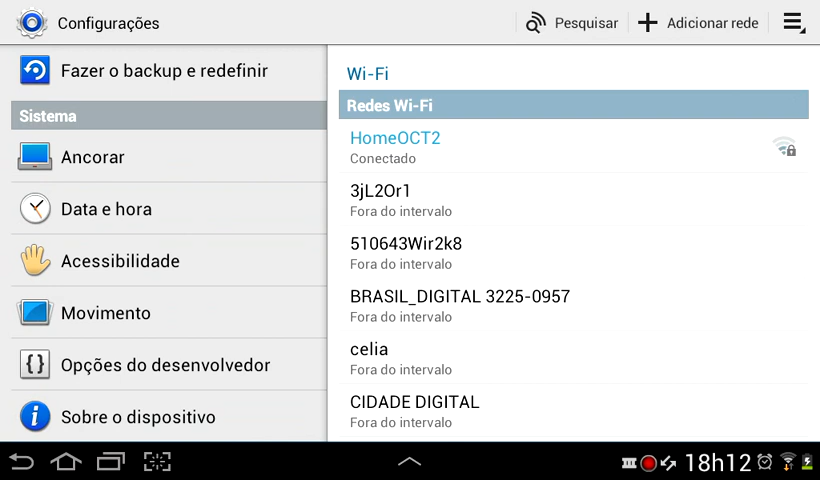 Configurações
Pesquisar
Adicionar rede
Fazer o backup e redefinir
Sistema
Ancorar
Data e hora
Acessibilidade
Movimento
Opções do desenvolvedor
Sobre o dispositivo
Wi-Fi
Redes Wi-Fi
HomeOCT2
Conectado
3jL2Or1
Fora do intervalo
510643Wir2k8
Fora do intervalo
BRASIL_DIGITAL 3225-0957
Fora do intervalo
celia
Fora do intervalo
CIDADE DIGITAL
Fora do intervalo
18h12